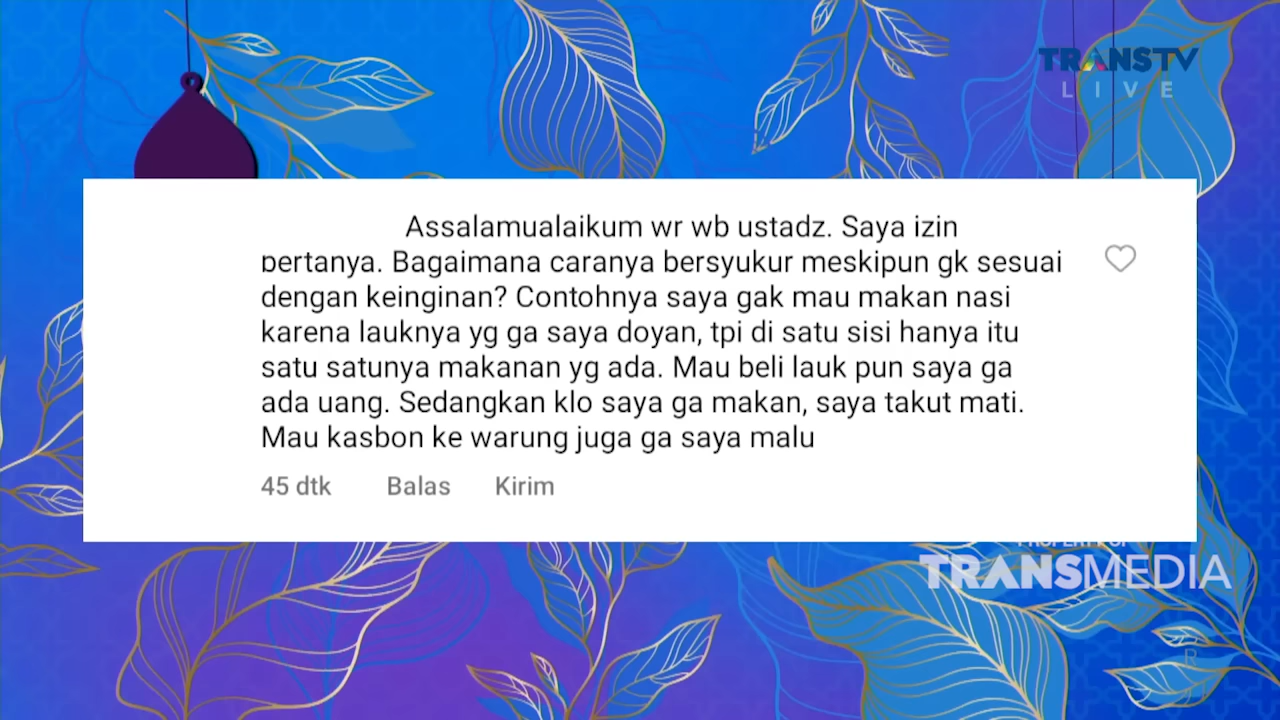 TRANSTV
LIVE
Assalamualaikum wr wb ustadz. Saya izin
bertanya. Bagaimana caranya bersyukur meskipun gk sesuai
dengan keinginan? Contohnya saya gak mau makan nasi
karena lauknya yg ga saya doyan, tpi di satu sisi hanya itu
satu satunya makanan yg ada. Mau beli lauk pun saya ga
ada uang. Sedangkan klo saya ga makan, saya takut mati.
Mau kasbon ke warung juga ga saya malu
45 dtk Balas Kirim
PROPERTY OF
TRANSMEDIA
R